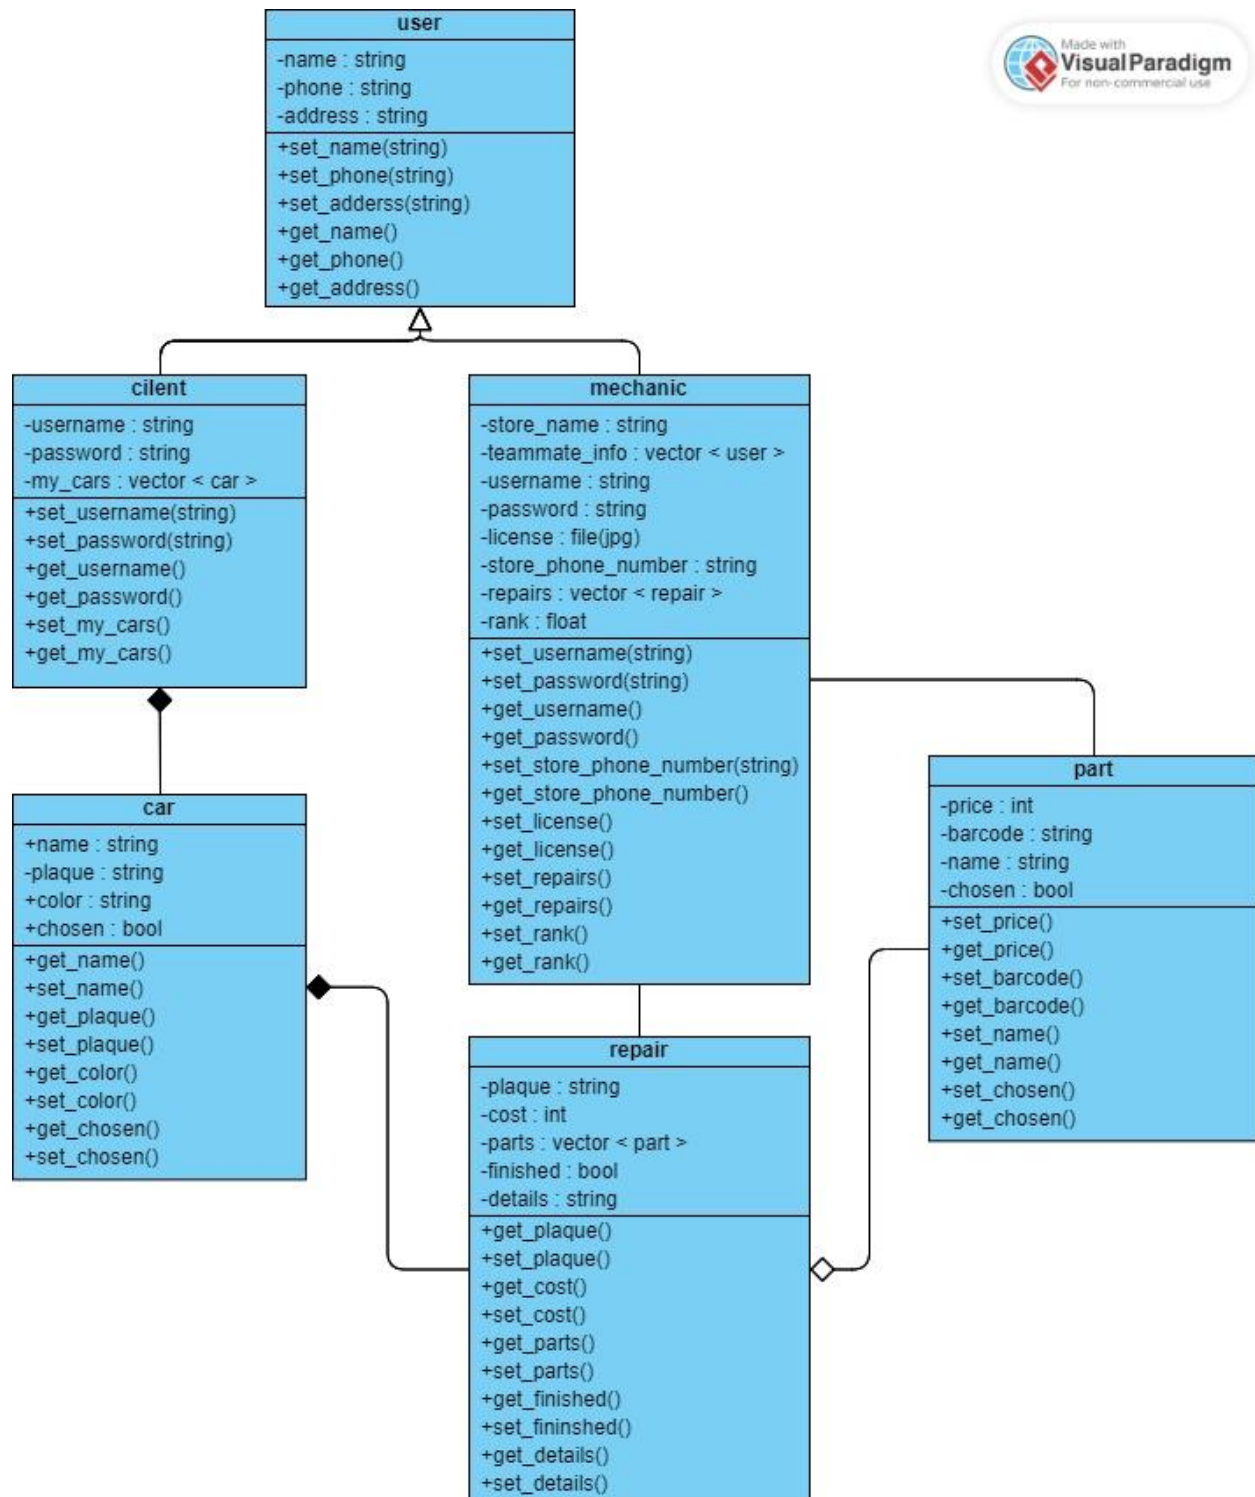 user
-name : string
-phone : string
-address : string
+set_name(string)
+set_phone(string)
+set_adderss(string)
+get_name()
+get_phone()
+get_address()
Made with
Visual Paradigm
For non-commercial use
cilent
-username : string
-password : string
-my_cars : vector < car >
+set_username(string)
+set_password(string)
+get_username()
+get_password()
+set_my_cars()
+get_my_cars()
mechanic
-store_name : string
-teammate_info : vector < user >
-username : string
-password : string
-license : file(jpg)
-store_phone_number : string
-repairs : vector < repair >
-rank : float
+set_username(string)
+set_password(string)
+get_username()
+get_password()
+set_store_phone_number(string)
+get_store_phone_number()
+set_license()
+get_license()
+set_repairs()
+get_repairs()
+set_rank()
+get_rank()
part
-price : int
-barcode : string
-name : string
-chosen : bool
+set_price()
+get_price()
+set_barcode()
+get_barcode()
+set_name()
+get_name()
+set_chosen()
+get_chosen()
car
+name : string
-plaque : string
+color : string
+chosen : bool
+get_name()
+set_name()
+get_plaque()
+set_plaque()
+get_color()
+set_color()
+get_chosen()
+set_chosen()
repair
-plaque : string
-cost : int
-parts : vector < part >
-finished : bool
-details : string
+get_plaque()
+set_plaque()
+get_cost()
+set_cost()
+get_parts()
+set_parts()
+get_finished()
+set_fininshed()
+get_details()
+set_details()